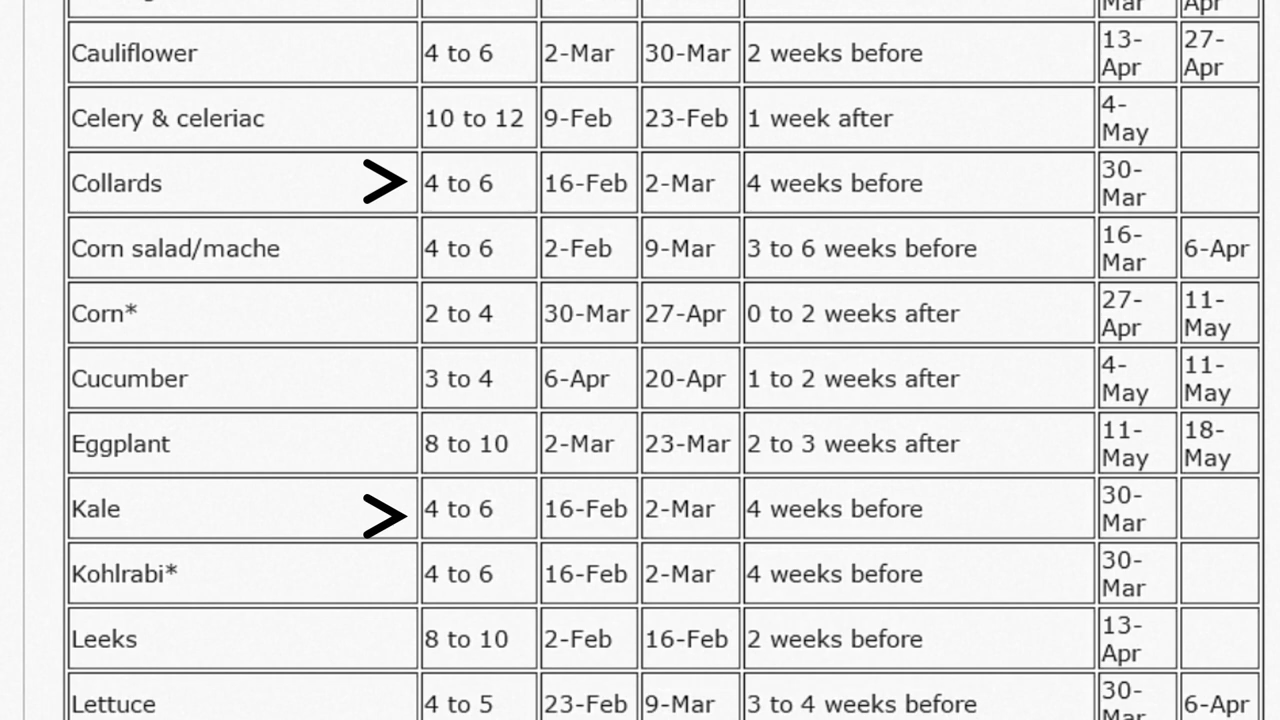 Mar Apr
Cauliflower 4 to 6 2-Mar 30-Mar 2 weeks before 13-Apr 27-Apr
Celery & celeriac 10 to 12 9-Feb 23-Feb 1 week after 4-May
Collards > 4 to 6 16-Feb 2-Mar 4 weeks before 30-Mar
Corn salad/mache 4 to 6 2-Feb 9-Mar 3 to 6 weeks before 16-Mar 6-Apr
Corn* 2 to 4 30-Mar 27-Apr 0 to 2 weeks after 27-Apr 11-May
Cucumber 3 to 4 6-Apr 20-Apr 1 to 2 weeks after 4-May 11-May
Eggplant 8 to 10 2-Mar 23-Mar 2 to 3 weeks after 11-May 18-May
Kale > 4 to 6 16-Feb 2-Mar 4 weeks before 30-Mar
Kohlrabi* 4 to 6 16-Feb 2-Mar 4 weeks before 30-Mar
Leeks 8 to 10 2-Feb 16-Feb 2 weeks before 13-Apr
Lettuce 4 to 5 23-Feb 9-Mar 3 to 4 weeks before 30-Mar 6-Apr